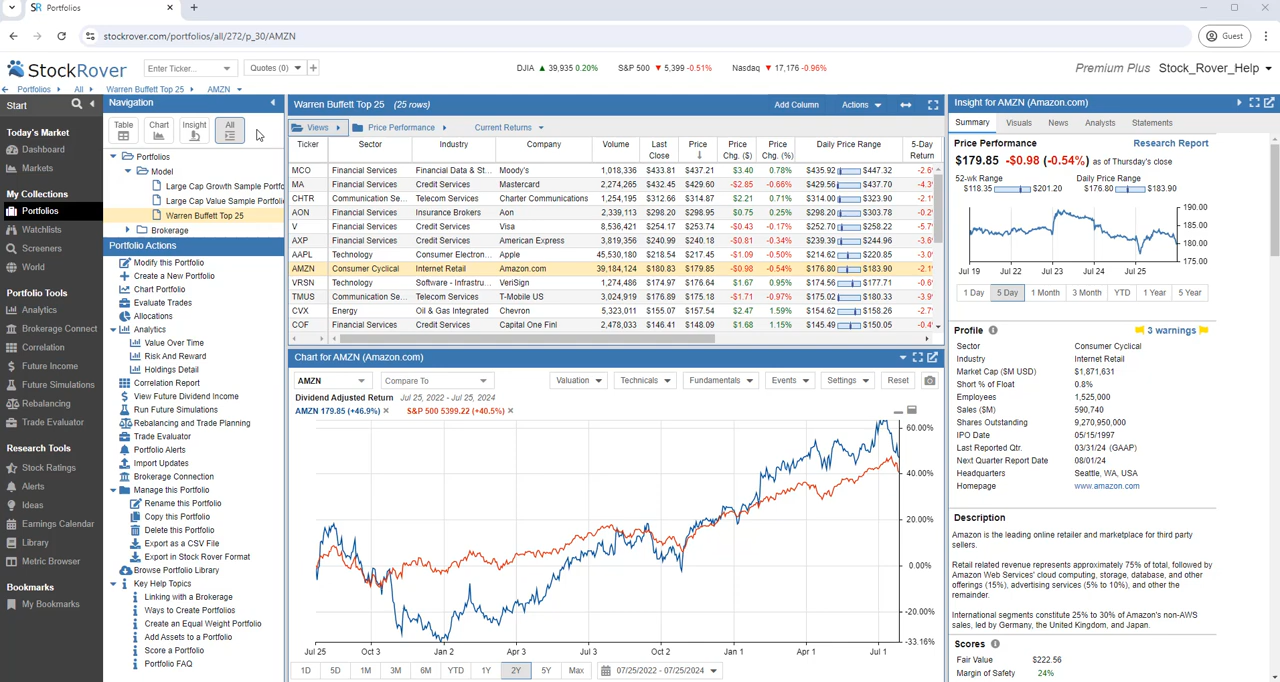 Portfolios
stockrover.com/portfolios/all/272/p_30/AMZN
Guest
StockRover
Enter Ticker...
Quotes (0)
DJIA 39,935 0.20% S&P 500 5,399 -0.51% Nasdaq 17,176 -0.96%
Premium Plus Stock_Rover_Help
Portfolios All Warren Buffett Top 25 AMZN
Start
Today's Market
Dashboard
Markets
My Collections
Portfolios
Watchlists
Screeners
World
Portfolio Tools
Analytics
Brokerage Connect
Correlation
Future Income
Future Simulations
Rebalancing
Trade Evaluator
Research Tools
Stock Ratings
Alerts
Ideas
Earnings Calendar
Library
Metric Browser
Bookmarks
My Bookmarks
Navigation
Table Chart Insight All
Portfolios
Model
Large Cap Growth Sample Portfo
Large Cap Value Sample Portfol
Warren Buffett Top 25
Brokerage
Portfolio Actions
Modify this Portfolio
Create a New Portfolio
Chart Portfolio
Evaluate Trades
Allocations
Analytics
Value Over Time
Risk And Reward
Holdings Detail
Correlation Report
View Future Dividend Income
Run Future Simulations
Rebalancing and Trade Planning
Trade Evaluator
Portfolio Alerts
Import Updates
Brokerage Connection
Manage this Portfolio
Rename this Portfolio
Copy this Portfolio
Delete this Portfolio
Export as a CSV File
Export in Stock Rover Format
Browse Portfolio Library
Key Help Topics
Linking with a Brokerage
Ways to Create Portfolios
Create an Equal Weight Portfolio
Add Assets to a Portfolio
Score a Portfolio
Portfolio FAQ
Warren Buffett Top 25 (25 rows)
Add Column Actions
Views Price Performance Current Returns
Ticker Sector Industry Company Volume Last Close Price Price Chg. ($) Price Chg. (%) Daily Price Range 5-Day Return
MCO Financial Services Financial Data & St... Moody's 1,018,336 $433.81 $437.21 $3.40 0.78% $435.92 $447.32 -2.6
MA Financial Services Credit Services Mastercard 2,274,245 $432.45 $429.60 -$2.85 -0.66% $429.56 $437.70 -4.3
CHTR Communication Se... Telecom Services Charter Communications 1,254,195 $312.66 $314.87 $2.21 0.71% $314.00 $323.90 -2.1
AON Financial Services Insurance Brokers Aon 2,339,113 $298.20 $298.95 $0.75 0.25% $298.20 $303.78 -0.2
V Financial Services Credit Services Visa 8,536,421 $254.17 $253.74 -$0.43 -0.17% $252.70 $258.22 -5.7
AXP Financial Services Credit Services American Express 3,819,356 $240.99 $240.18 -$0.81 -0.34% $239.39 $244.96 -2.1
AAPL Technology Consumer Electron... Apple 45,530,181 $218.54 $217.45 -$1.09 -0.50% $214.62 $220.85 -3.0
AMZN Consumer Cyclical Internet Retail Amazon.com 39,184,124 $180.83 $179.85 -$0.98 -0.54% $176.80 $183.90 -2.1
VRSN Technology Software - Infrastru... VeriSign 1,274,486 $174.97 $176.64 $1.67 0.95% $174.48 $177.71 -0.6
TMUS Communication Se... Telecom Services T-Mobile US 3,024,919 $176.89 $175.18 -$1.71 -0.97% $175.02 $180.33 -3.9
CVX Energy Oil & Gas Integrated Chevron 5,323,011 $155.07 $157.54 $2.47 1.59% $154.62 $158.26 -2.7
COF Financial Services Credit Services Capital One Finl 2,478,033 $146.41 $148.09 $1.68 1.15% $145.49 $150.05 -0.4
Chart for AMZN (Amazon.com)
AMZN Compare To Valuation Technicals Fundamentals Events Settings Reset
Dividend Adjusted Return Jul 25, 2022 - Jul 25, 2024
AMZN 179.85 (+46.9%) S&P 500 5399.22 (+40.5%)
60.00%
40.00%
20.00%
0.00%
-20.00%
-33.16%
Jul 25 Oct 3 Jan 2 Apr 3 Jul 3 Oct 2 Jan 1 Apr 1 Jul 1
1D 5D 1M 3M 6M YTD 1Y 2Y 5Y Max 07/25/2022 - 07/25/2024
Insight for AMZN (Amazon.com)
Summary Visuals News Analysts Statements
Price Performance Research Report
$179.85 -$0.98 (-0.54%) as of Thursday's close
52-wk Range Daily Price Range
$118.35 $201.20 $176.80 $183.90
190.00
185.00
180.00
175.00
Jul 19 Jul 22 Jul 23 Jul 24 Jul 25
1 Day 5 Day 1 Month 3 Month YTD 1 Year 5 Year
Profile 3 warnings
Sector Consumer Cyclical
Industry Internet Retail
Market Cap ($M USD) $1,871,631
Short % of Float 0.8%
Employees 1,525,000
Sales ($M) 590,740
Shares Outstanding 9,270,950,000
IPO Date 05/15/1997
Last Reported Qtr. 03/31/24 (GAAP)
Next Quarter Report Date 08/01/24
Headquarters Seattle, WA, USA
Homepage www.amazon.com
Description
Amazon is the leading online retailer and marketplace for third party
sellers.
Retail related revenue represents approximately 75% of total, followed by
Amazon Web Services' cloud computing, storage, database, and other
offerings (15%), advertising services (5% to 10%), and other the
remainder.
International segments constitute 25% to 30% of Amazon's non-AWS
sales, led by Germany, the United Kingdom, and Japan.
Scores
Fair Value $222.56
Margin of Safety 24%